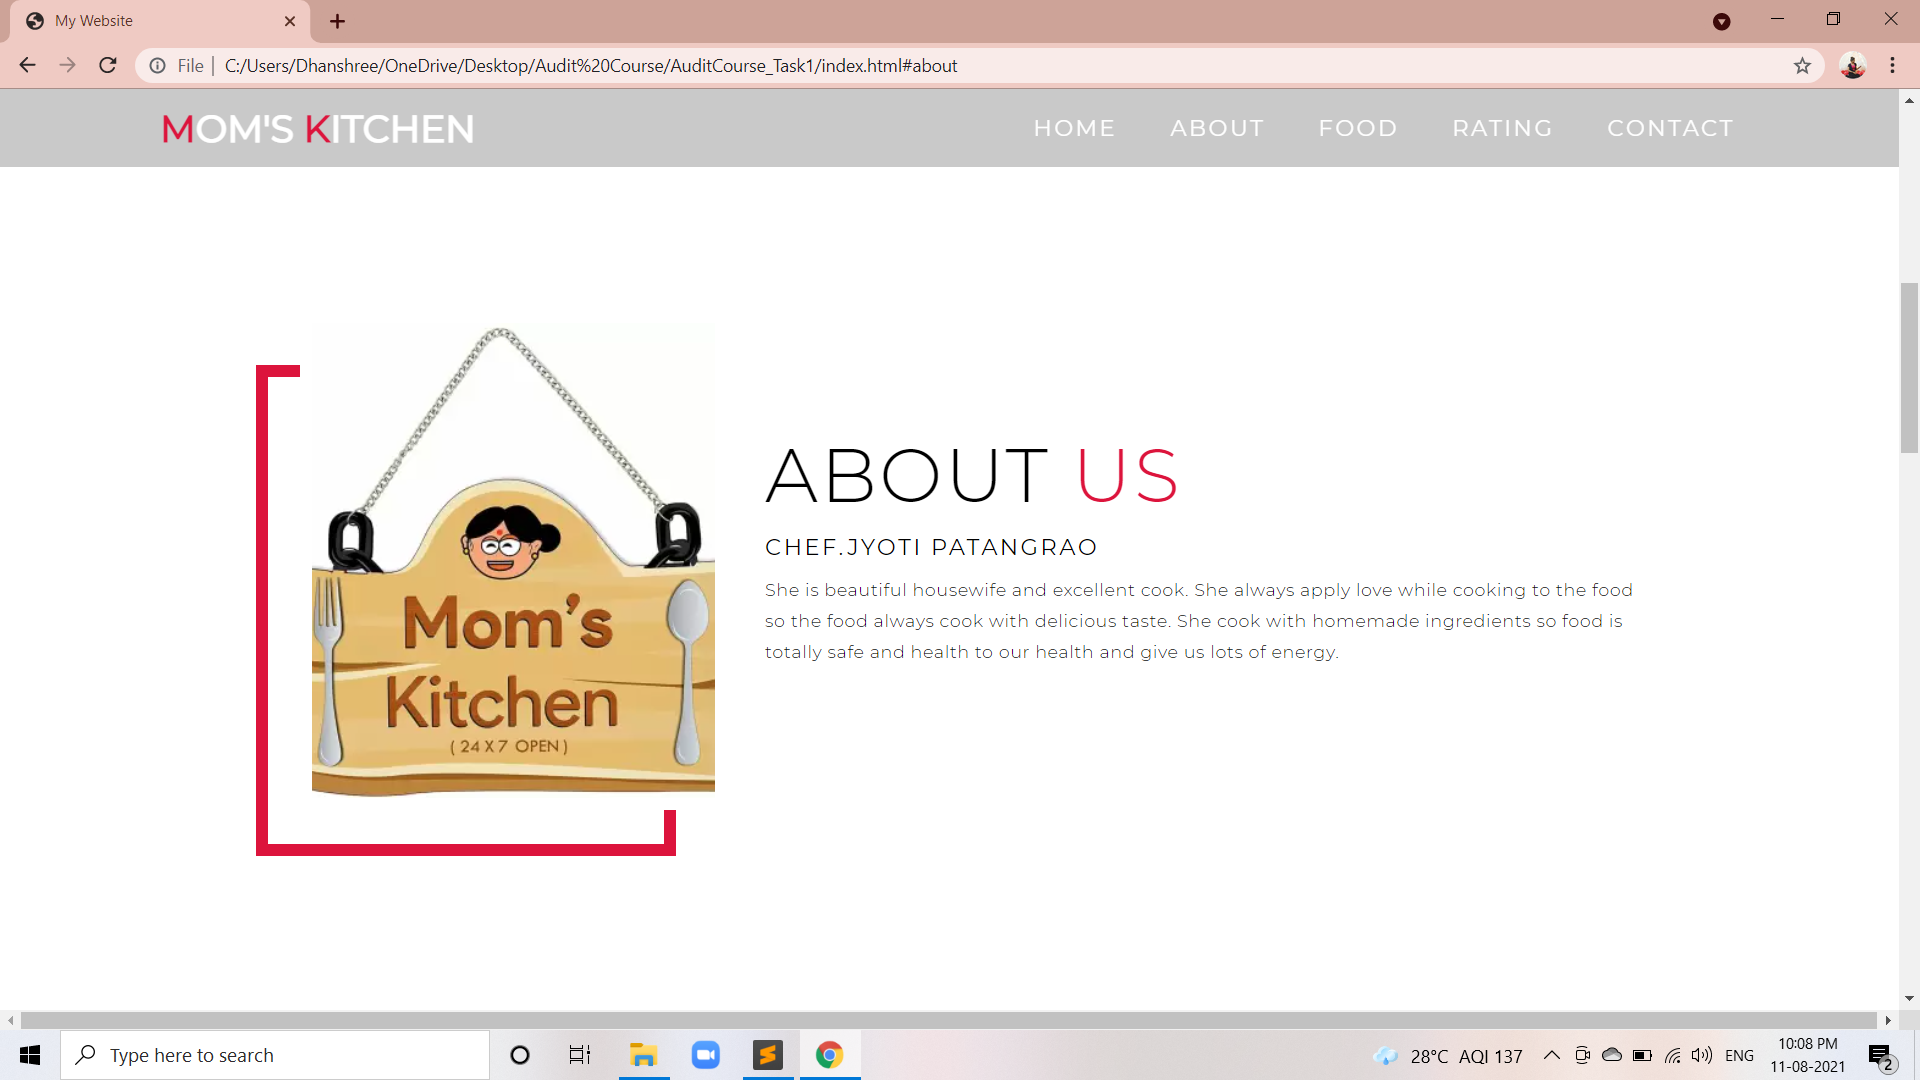 My Website
File
C:/Users/Dhanshree/OneDrive/Desktop/Audit%20Course/AuditCourse_Task1/index.html#about
MOM'S KITCHEN
HOME ABOUT FOOD RATING CONTACT
Mom's
Kitchen
( 24 X 7 OPEN )
ABOUT US
CHEF.JYOTI PATANGRAO
She is beautiful housewife and excellent cook. She always apply love while cooking to the food
so the food always cook with delicious taste. She cook with homemade ingredients so food is
totally safe and health to our health and give us lots of energy.
Type here to search
28°C AQI 137
ENG
10:08 PM
11-08-2021
2